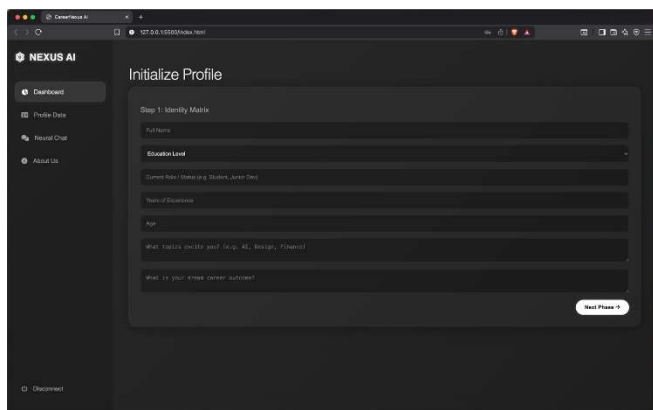 CareerNexus AI
127.0.0.1:5500/index.html
NEXUS AI
Dashboard
Profile Data
Neural Chat
About Us
Disconnect
Initialize Profile
Step 1: Identity Matrix
Full Name
Education Level
Current Role / Status (e.g. Student, Junior Dev)
Years of Experience
Age
What topics excite you? (e.g. AI, Design, Finance)
What is your dream career outcome?
Next Phase →